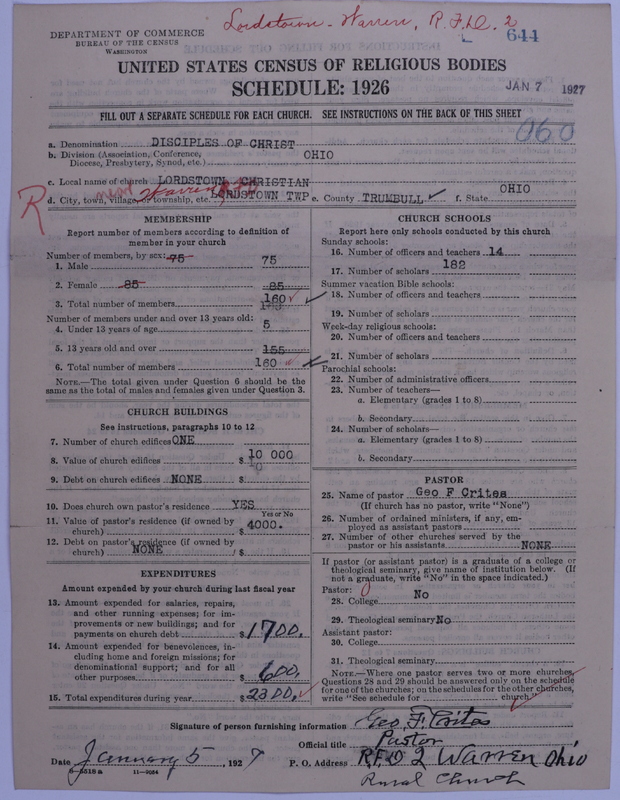 Lordstown - Warren, R.F.D. 2
644
DEPARTMENT OF COMMERCE
BUREAU OF THE CENSUS
WASHINGTON
UNITED STATES CENSUS OF RELIGIOUS BODIES
SCHEDULE: 1926
JAN 7 1927
FILL OUT A SEPARATE SCHEDULE FOR EACH CHURCH. SEE INSTRUCTIONS ON THE BACK OF THIS SHEET
060
a. Denomination DISCIPLES OF CHRIST
b. Division (Association, Conference, Diocese, Presbytery, Synod, etc.) OHIO
c. Local name of church LORDSTOWN CHRISTIAN
R near Warren
d. City, town, village, or township, etc. LORDSTOWN TWP e. County TRUMBULL ✓ f. State OHIO
MEMBERSHIP
Report number of members according to definition of
member in your church
Number of members, by sex: 75
1. Male 75
2. Female 85 85
3. Total number of members 160 ✓
Number of members under and over 13 years old:
4. Under 13 years of age 5
5. 13 years old and over 155
6. Total number of members 160 ✓
NOTE.—The total given under Question 6 should be the
same as the total of males and females given under Question 3.
CHURCH BUILDINGS
See instructions, paragraphs 10 to 12
7. Number of church edifices ONE
8. Value of church edifices $ 10 000
9. Debt on church edifices NONE $
10. Does church own pastor's residence YES
Yes or No
11. Value of pastor's residence (if owned by
church) $ 4000.
12. Debt on pastor's residence (if owned by
church) NONE $
EXPENDITURES
Amount expended by your church during last fiscal year
13. Amount expended for salaries, repairs,
and other running expenses; for im-
provements or new buildings; and for
payments on church debt $ 1700.
14. Amount expended for benevolences, in-
cluding home and foreign missions; for
denominational support; and for all
other purposes $ 600.
15. Total expenditures during year $ 2300. ✓
CHURCH SCHOOLS
Report here only schools conducted by this church
Sunday schools:
16. Number of officers and teachers 14
17. Number of scholars 182
Summer vacation Bible schools:
18. Number of officers and teachers
19. Number of scholars
Week-day religious schools:
20. Number of officers and teachers
21. Number of scholars
Parochial schools:
22. Number of administrative officers
23. Number of teachers—
a. Elementary (grades 1 to 8)
b. Secondary
24. Number of scholars—
a. Elementary (grades 1 to 8)
b. Secondary
PASTOR
25. Name of pastor Geo F Crites
(If church has no pastor, write "None")
26. Number of ordained ministers, if any, em-
ployed as assistant pastors
27. Number of other churches served by the
pastor or his assistants NONE
If pastor (or assistant pastor) is a graduate of a college or
theological seminary, give name of institution below. (If
not a graduate, write "No" in the space indicated.)
Pastor: 0
28. College No
29. Theological seminary No
Assistant pastor:
30. College
31. Theological seminary
NOTE.—Where one pastor serves two or more churches,
Questions 28 and 29 should be answered only on the schedule
for one of the churches; on the schedules for the other churches,
write "See schedule for church."
Signature of person furnishing information Geo. F. Crites
Official title Pastor
Date January 5, 1927 P. O. Address R.F.D 2 Warren Ohio
8—5518 a 11—9034
Rural Church